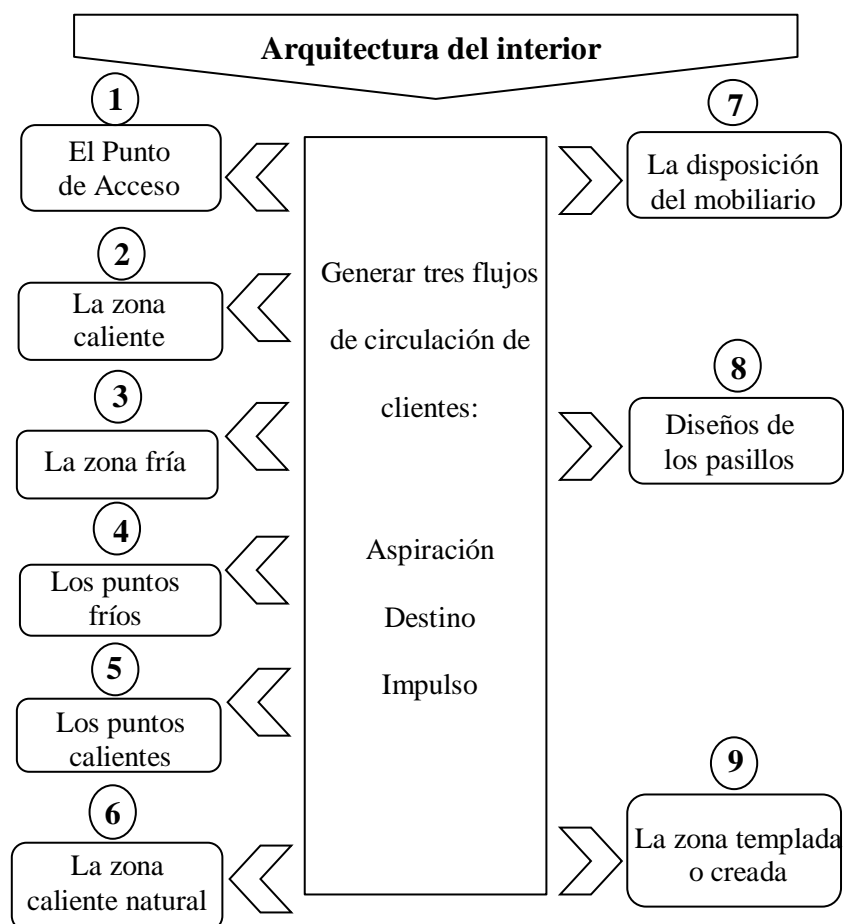 Arquitectura del interior
1
El Punto
de Acceso
2
La zona
caliente
3
La zona fría
4
Los puntos
fríos
5
Los puntos
calientes
6
La zona
caliente natural
Generar tres flujos
de circulación de
clientes:
Aspiración
Destino
Impulso
7
La disposición
del mobiliario
8
Diseños de
los pasillos
9
La zona templada
o creada